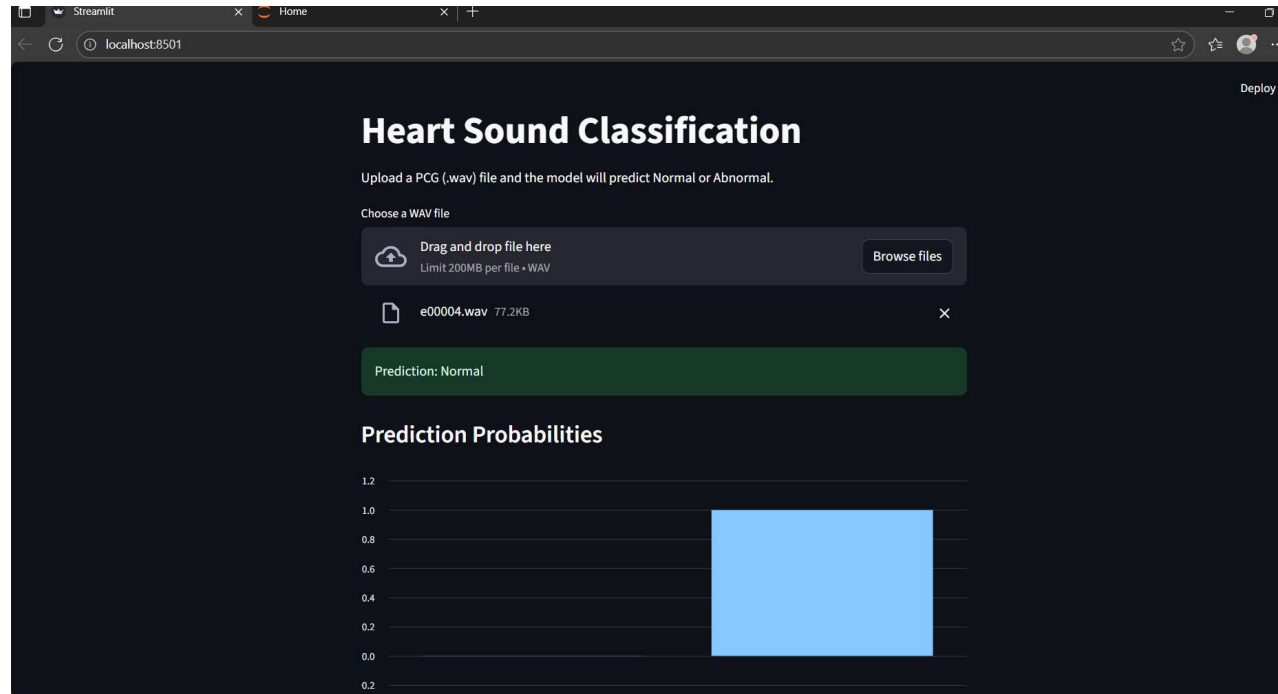 Streamlit
Home
localhost:8501
Deploy
Heart Sound Classification
Upload a PCG (.wav) file and the model will predict Normal or Abnormal.
Choose a WAV file
Drag and drop file here
Limit 200MB per file • WAV
Browse files
e00004.wav 77.2KB
Prediction: Normal
Prediction Probabilities
1.2
1.0
0.8
0.6
0.4
0.2
0.0
0.2